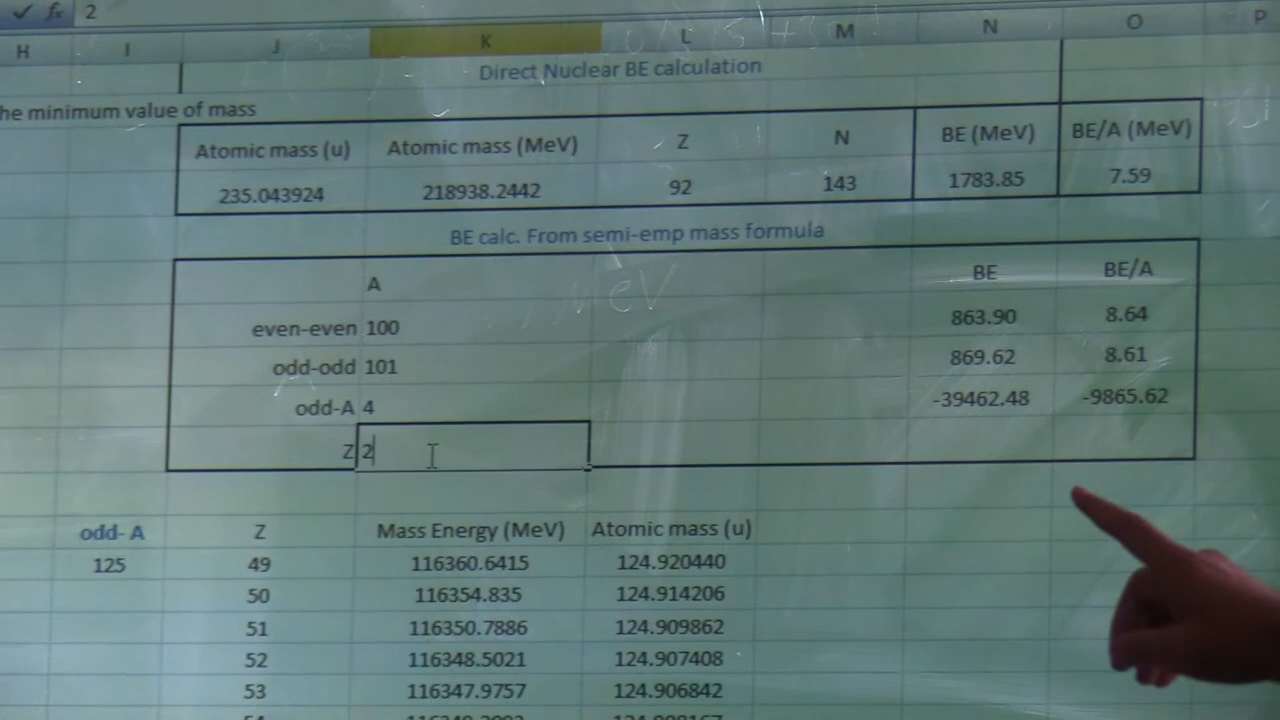 fx 2
H I J K L M N O P
Direct Nuclear BE calculation
he minimum value of mass
Atomic mass (u) Atomic mass (MeV) Z N BE (MeV) BE/A (MeV)
235.043924 218938.2442 92 143 1783.85 7.59
BE calc. From semi-emp mass formula
A BE BE/A
even-even 100 863.90 8.64
odd-odd 101 869.62 8.61
odd-A 4 -39462.48 -9865.62
Z 2
MeV
odd- A Z Mass Energy (MeV) Atomic mass (u)
125 49 116360.6415 124.920440
50 116354.835 124.914206
51 116350.7886 124.909862
52 116348.5021 124.907408
53 116347.9757 124.906842